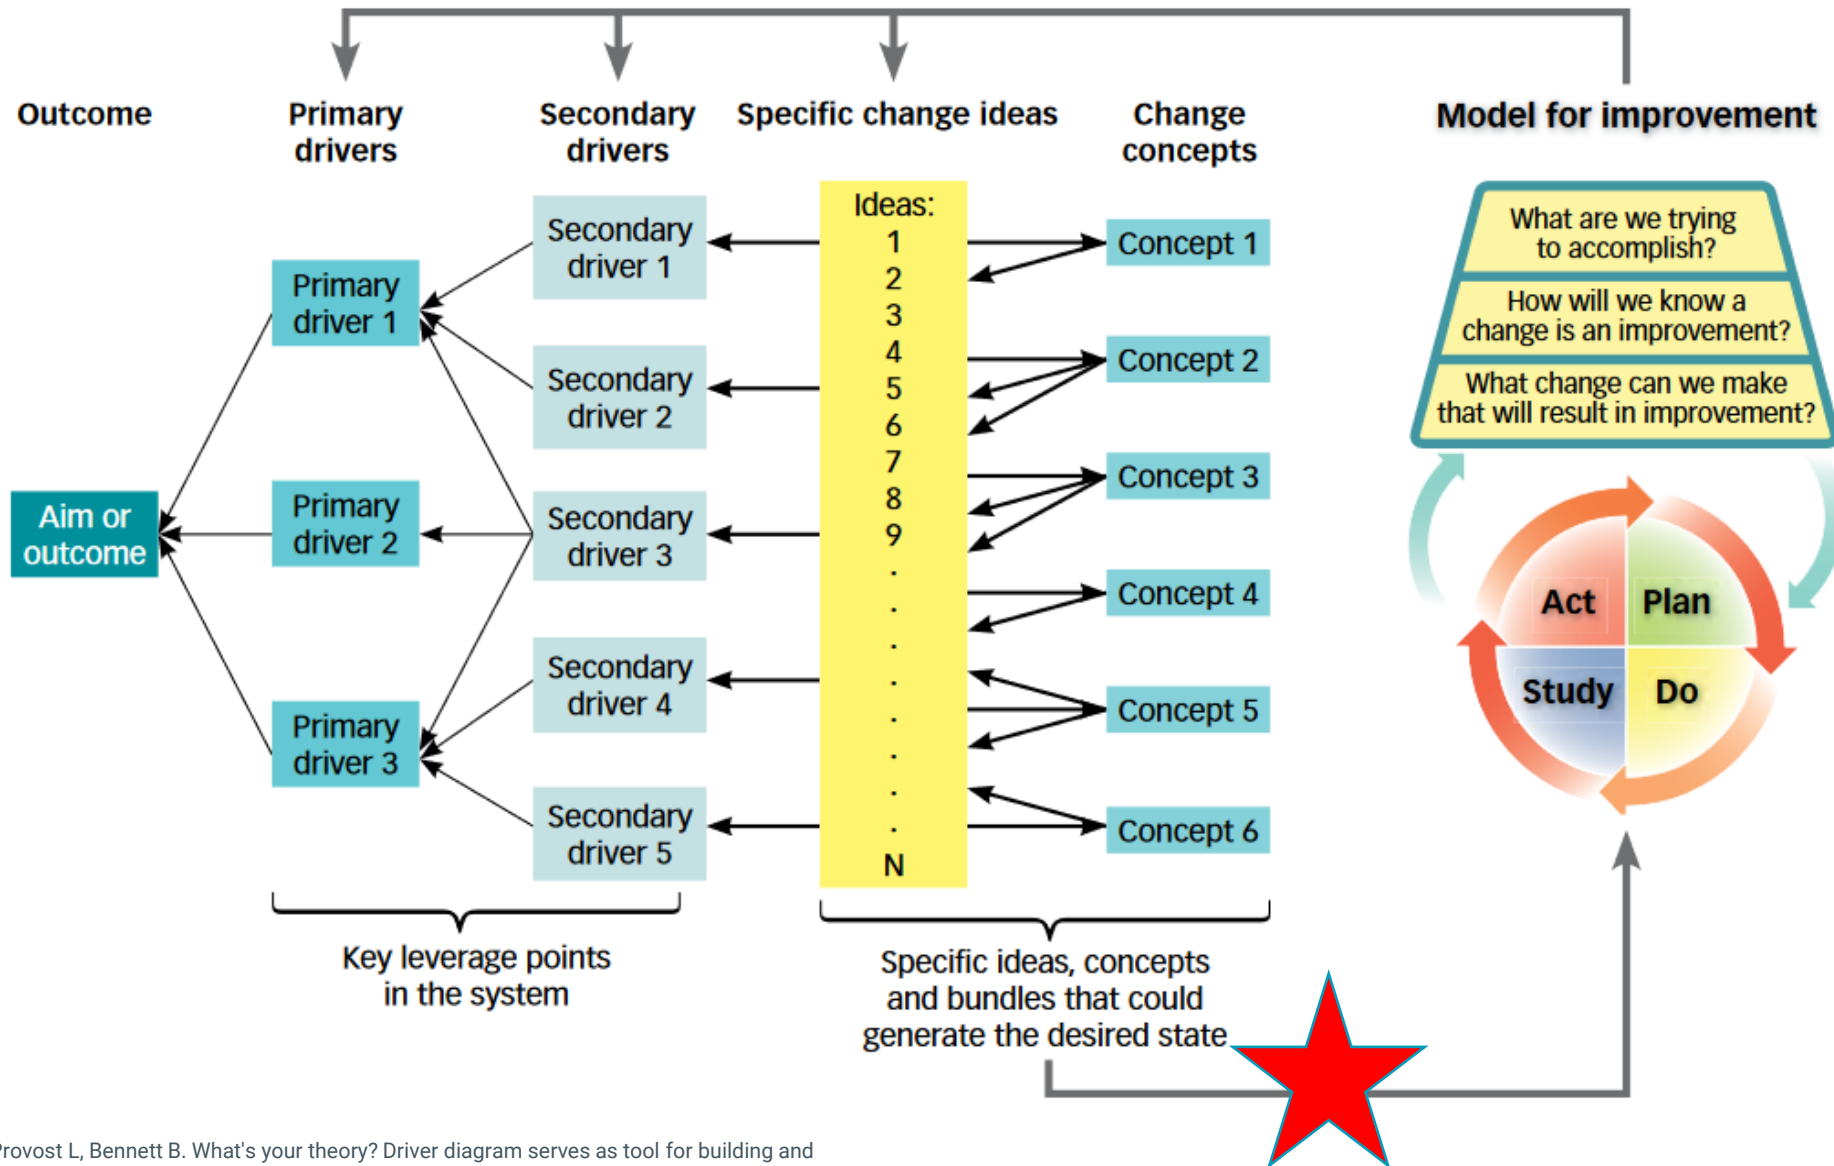 Outcome
Primary
drivers
Secondary
drivers
Specific change ideas
Change
concepts
Model for improvement
Aim or
outcome
Primary
driver 1
Primary
driver 2
Primary
driver 3
Secondary
driver 1
Secondary
driver 2
Secondary
driver 3
Secondary
driver 4
Secondary
driver 5
Ideas:
1
2
3
4
5
6
7
8
9
.
.
.
.
.
.
.
.
N
Concept 1
Concept 2
Concept 3
Concept 4
Concept 5
Concept 6
What are we trying
to accomplish?
How will we know a
change is an improvement?
What change can we make
that will result in improvement?
Act
Plan
Study
Do
Key leverage points
in the system
Specific ideas, concepts
and bundles that could
generate the desired state
Provost L, Bennett B. What's your theory? Driver diagram serves as tool for building and